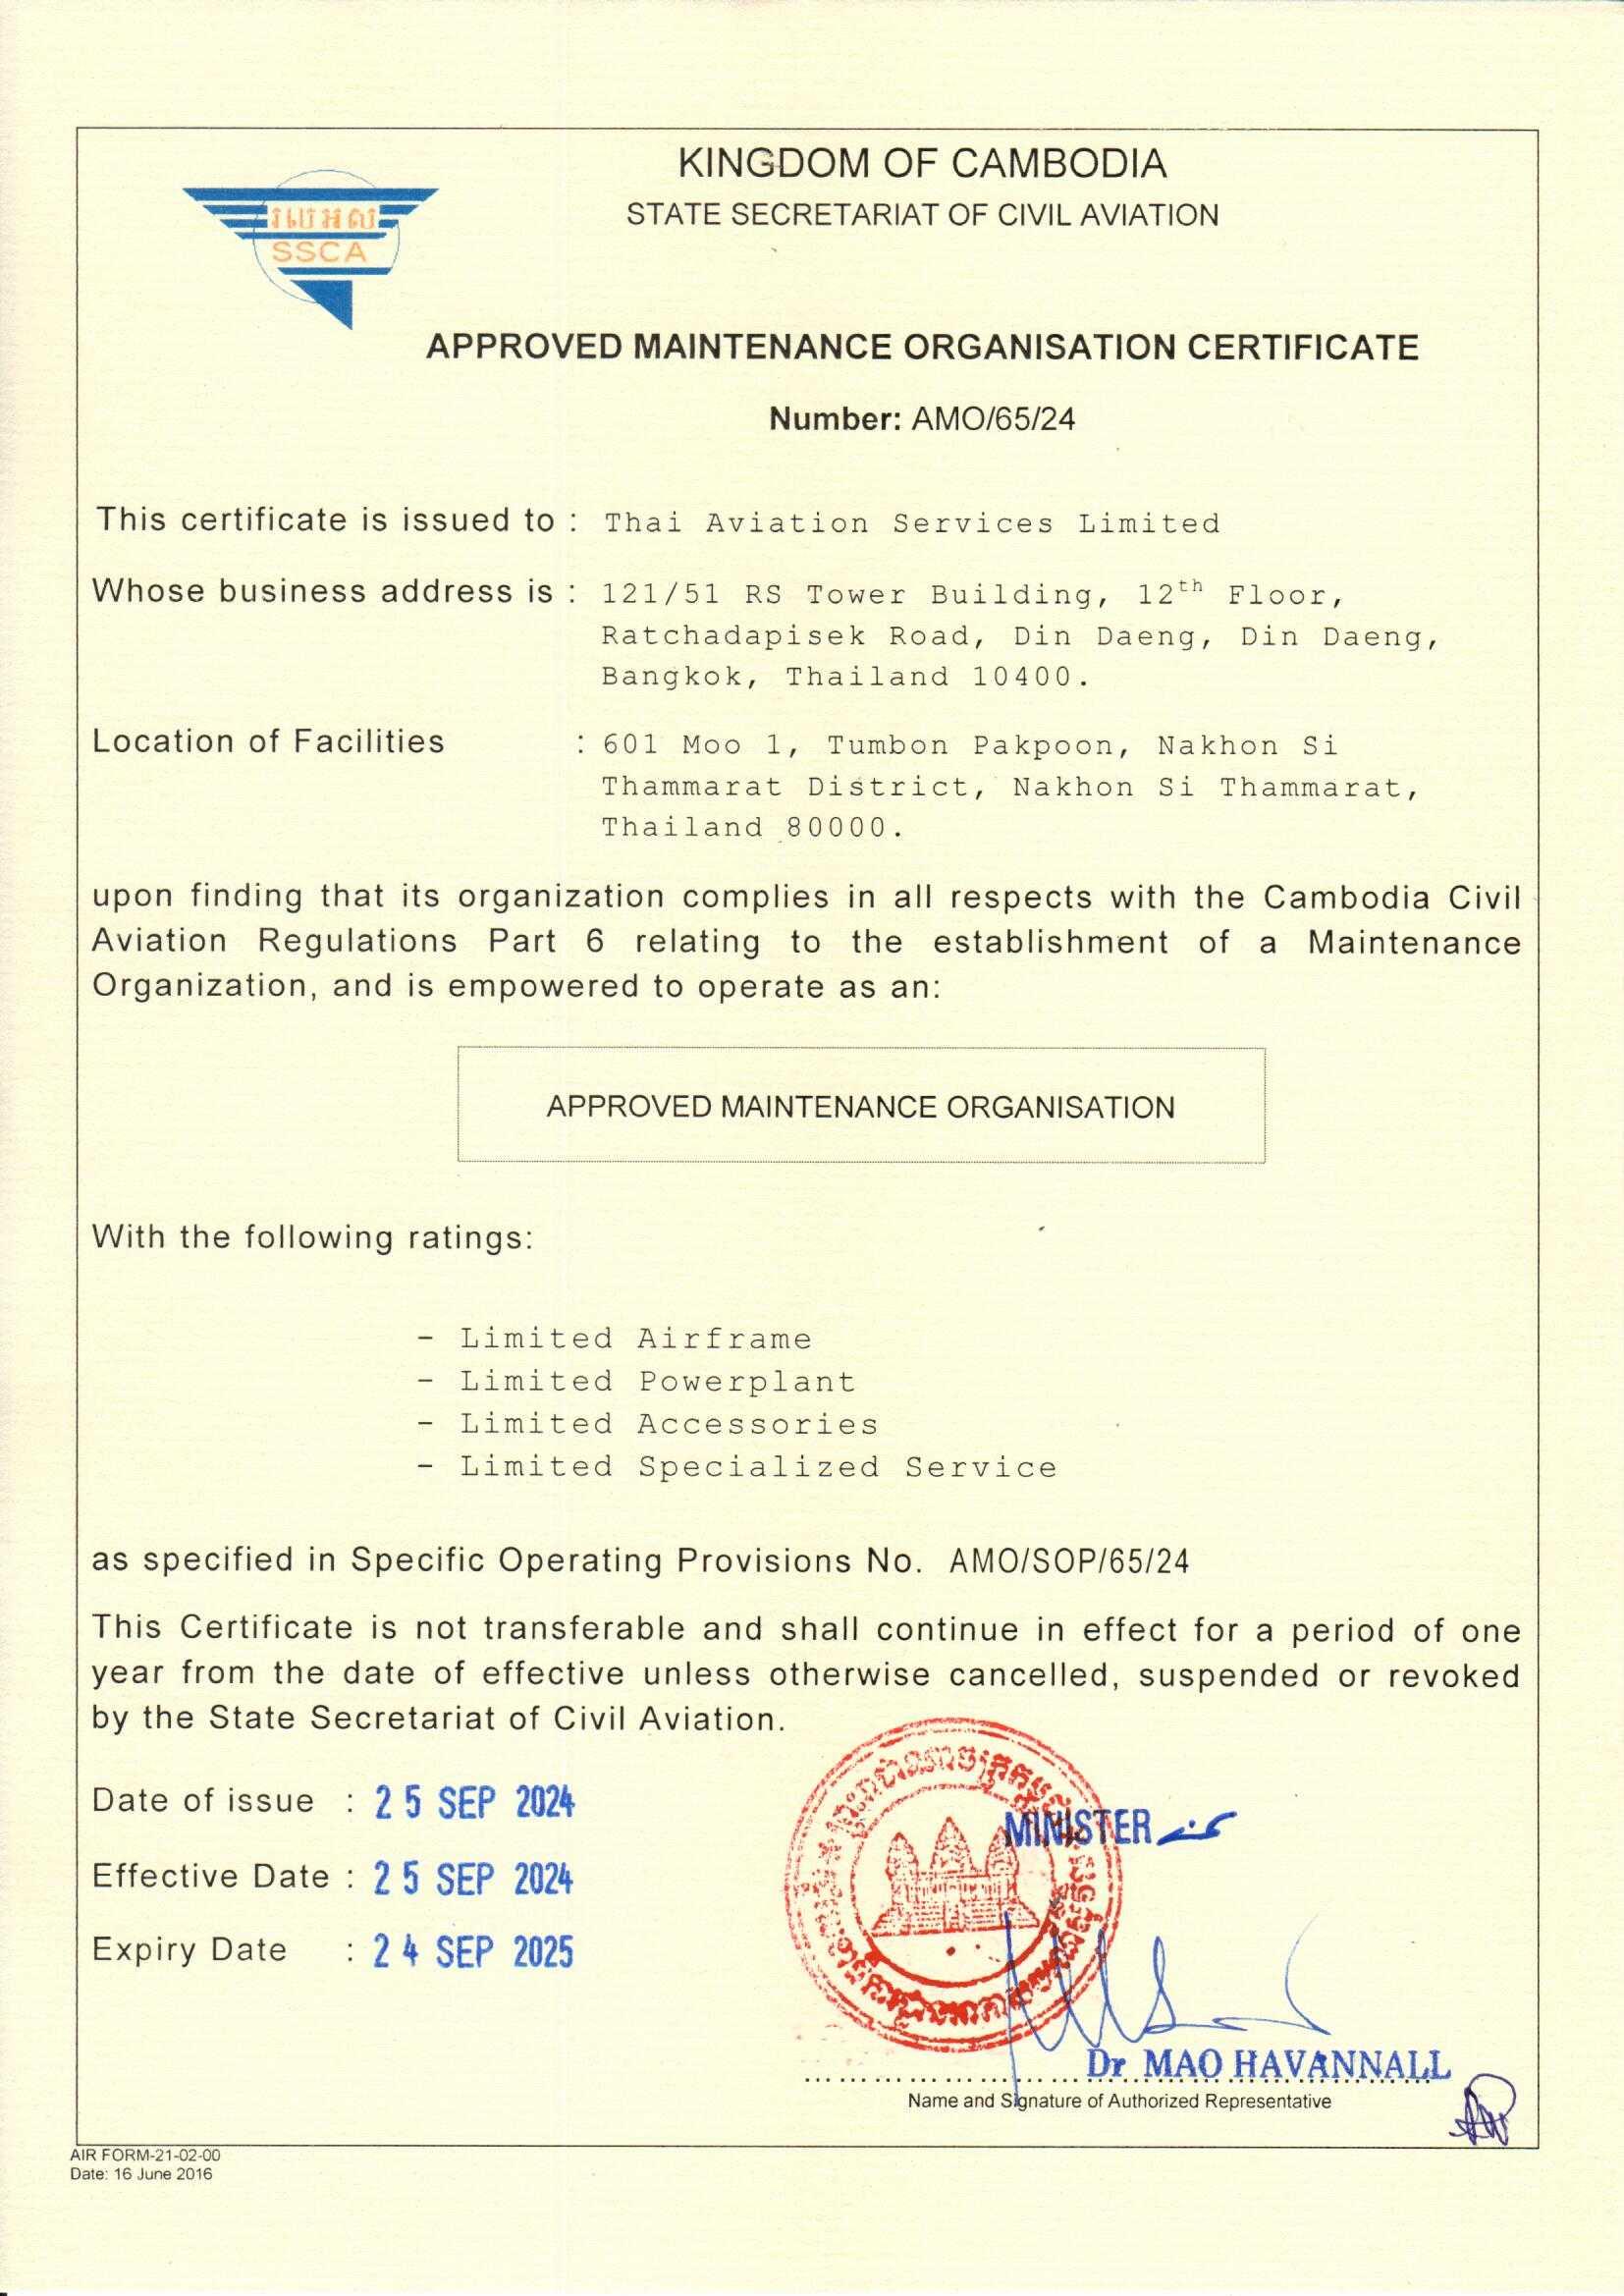 KINGDOM OF CAMBODIA
STATE SECRETARIAT OF CIVIL AVIATION
SSCA
APPROVED MAINTENANCE ORGANISATION CERTIFICATE
Number: AMO/65/24
This certificate is issued to : Thai Aviation Services Limited
Whose business address is : 121/51 RS Tower Building, 12th Floor,
Ratchadapisek Road, Din Daeng, Din Daeng,
Bangkok, Thailand 10400.
Location of Facilities : 601 Moo 1, Tumbon Pakpoon, Nakhon Si
Thammarat District, Nakhon Si Thammarat,
Thailand 80000.
upon finding that its organization complies in all respects with the Cambodia Civil
Aviation Regulations Part 6 relating to the establishment of a Maintenance
Organization, and is empowered to operate as an:
APPROVED MAINTENANCE ORGANISATION
With the following ratings:
- Limited Airframe
- Limited Powerplant
- Limited Accessories
- Limited Specialized Service
as specified in Specific Operating Provisions No. AMO/SOP/65/24
This Certificate is not transferable and shall continue in effect for a period of one
year from the date of effective unless otherwise cancelled, suspended or revoked
by the State Secretariat of Civil Aviation.
Date of issue : 25 SEP 2024
MINISTER
Effective Date : 25 SEP 2024
Expiry Date : 24 SEP 2025
Dr MAO HAVANNALL
Name and Signature of Authorized Representative
AIR FORM-21-02-00
Date: 16 June 2016